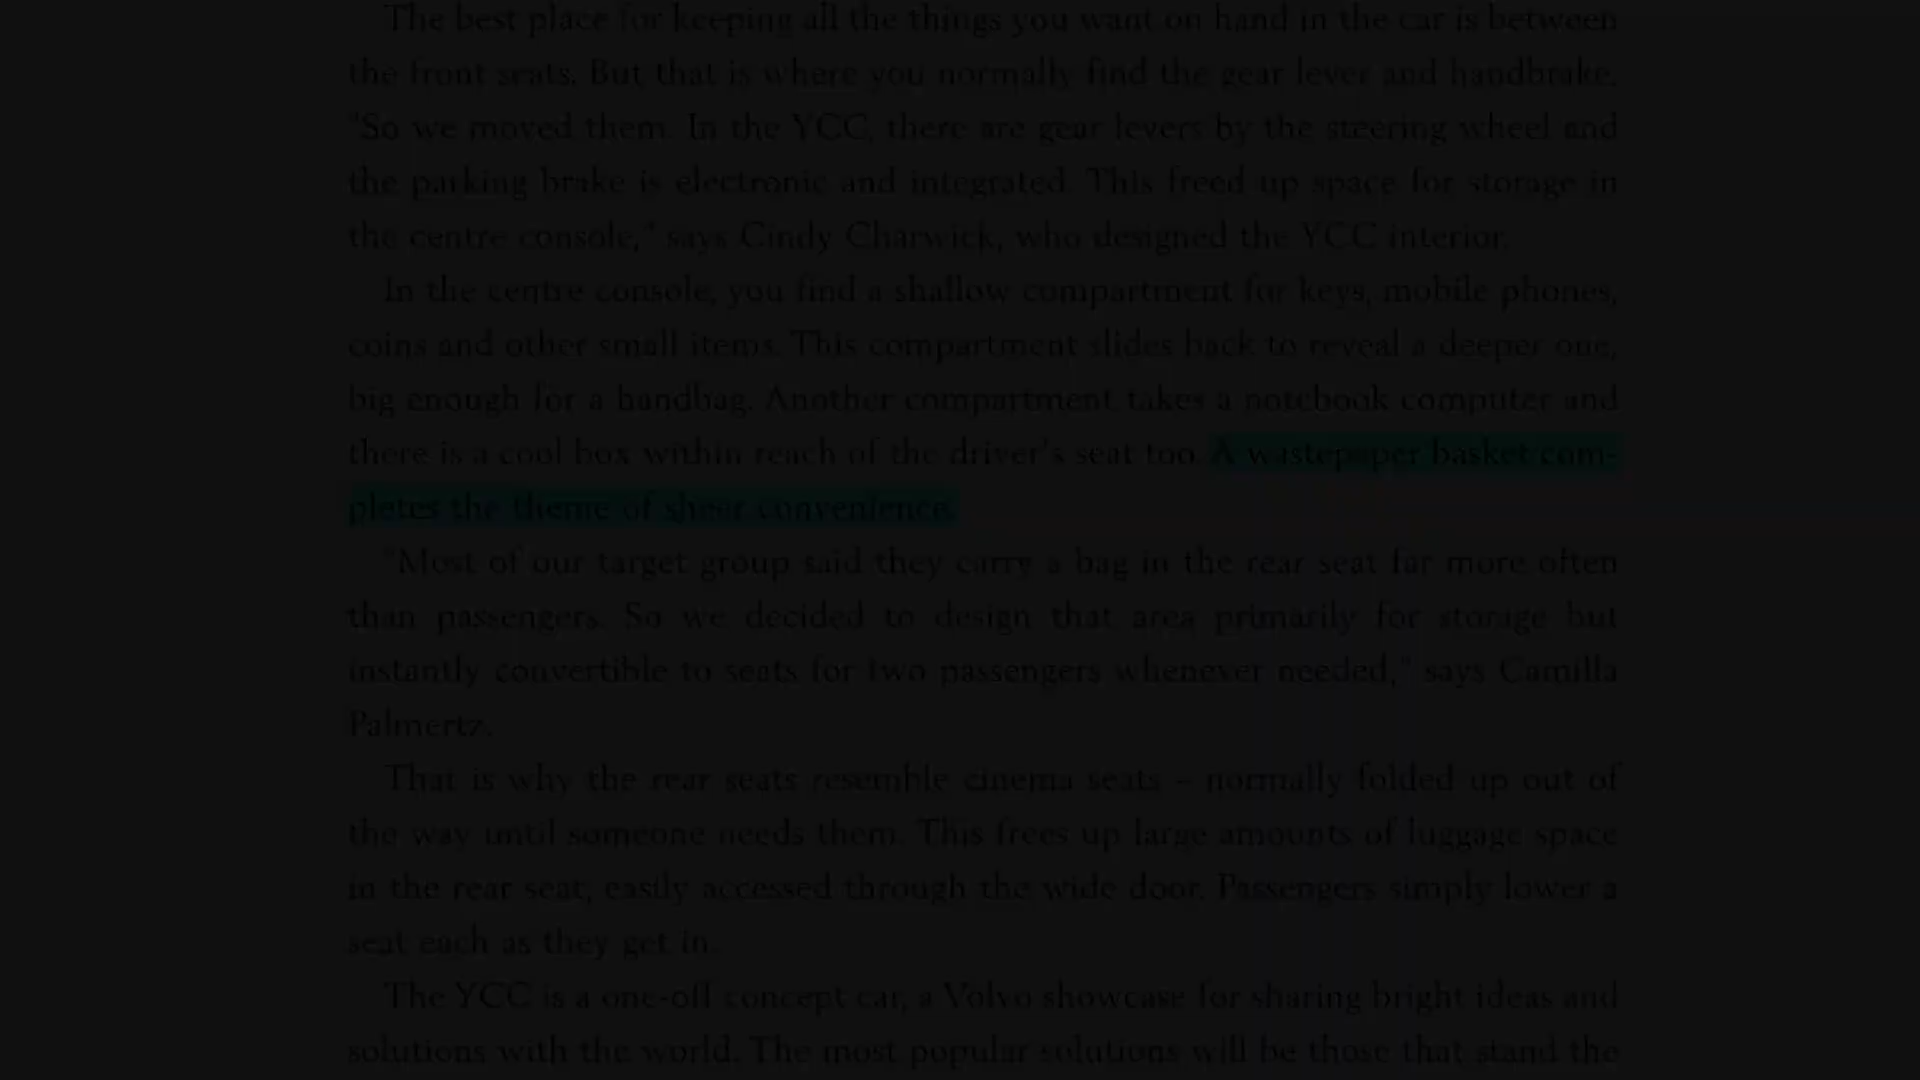 The best place for keeping all the things you want on hand in the car is between
the front seats. But that is where you normally find the gear lever and handbrake.
"So we moved them. In the YCC, there are gear levers by the steering wheel and
the parking brake is electronic and integrated. This freed up space for storage in
the centre console," says Cindy Charwick, who designed the YCC interior.
In the centre console, you find a shallow compartment for keys, mobile phones,
coins and other small items. This compartment slides back to reveal a deeper one,
big enough for a handbag. Another compartment takes a notebook computer and
there is a cool box within reach of the driver's seat too. A wastepaper basket com-
pletes the theme of sheer convenience.
"Most of our target group said they carry a bag in the rear seat far more often
than passengers. So we decided to design that area primarily for storage but
instantly convertible to seats for two passengers whenever needed," says Camilla
Palmertz.
That is why the rear seats resemble cinema seats – normally folded up out of
the way until someone needs them. This frees up large amounts of luggage space
in the rear seat, easily accessed through the wide door. Passengers simply lower a
seat each as they get in.
The YCC is a one-off concept car, a Volvo showcase for sharing bright ideas and
solutions with the world. The most popular solutions will be those that stand the